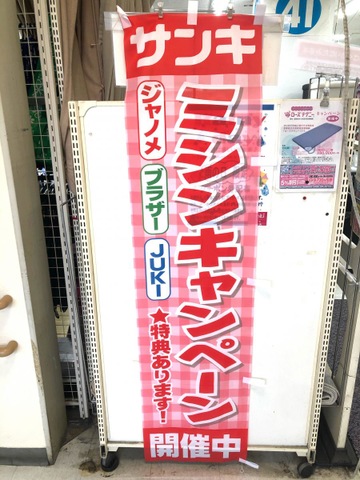 サンキ
ミシンキャンペーン
ジャノメ
ブラザー
JUKI
★特典あります！
開催中